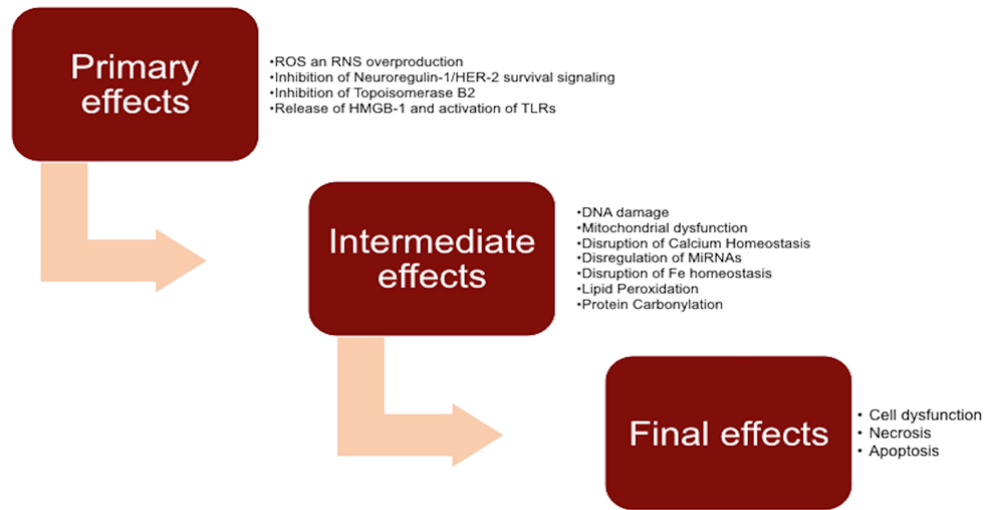 Primary
effects
•ROS an RNS overproduction
•Inhibition of Neuroregulin-1/HER-2 survival signaling
•Inhibition of Topoisomerase B2
•Release of HMGB-1 and activation of TLRs
Intermediate
effects
•DNA damage
•Mitochondrial dysfunction
•Disruption of Calcium Homeostasis
•Disregulation of MiRNAs
•Disruption of Fe homeostasis
•Lipid Peroxidation
•Protein Carbonylation
Final effects
• Cell dysfunction
• Necrosis
• Apoptosis